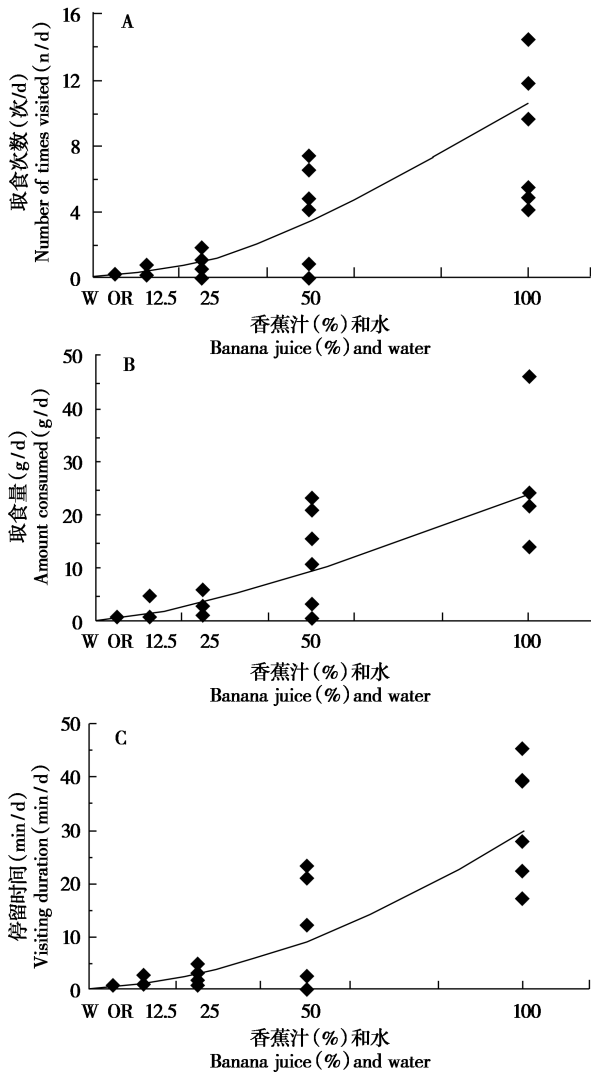 A
取食次数(次/d)
Number of times visited(n/d)
16
12
8
4
0
W OR 12.5 25 50 100
香蕉汁(%)和水
Banana juice(%)and water
B
取食量(g/d)
Amount consumed(g/d)
50
40
30
20
10
0
W OR 12.5 25 50 100
香蕉汁(%)和水
Banana juice(%)and water
C
停留时间(min/d)
Visiting duration(min/d)
50
40
30
20
10
0
W OR 12.5 25 50 100
香蕉汁(%)和水
Banana juice(%)and water